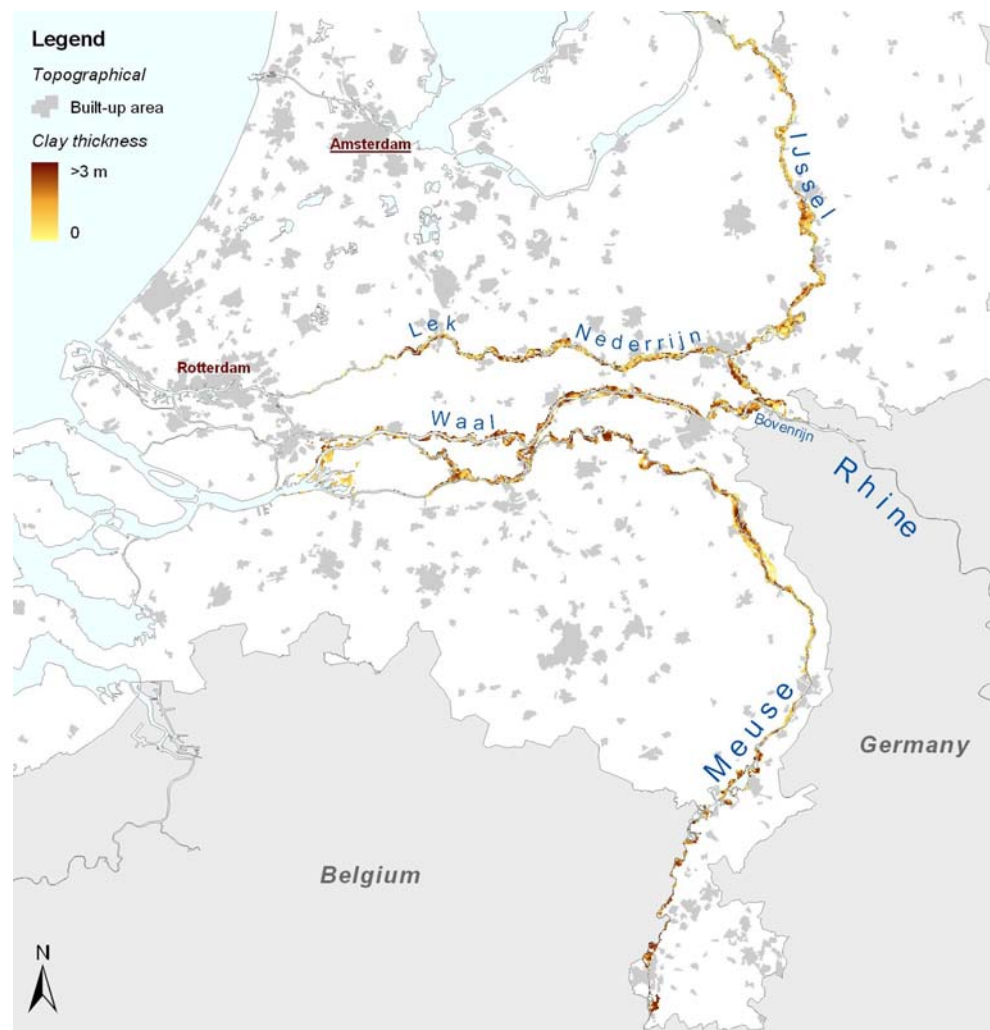 Legend
Topographical
Built-up area
Clay thickness
>3 m
0
Amsterdam
IJssel
Lek
Nederrijn
Rotterdam
Waal
Bovenrijn
Rhine
Meuse
Germany
Belgium
N